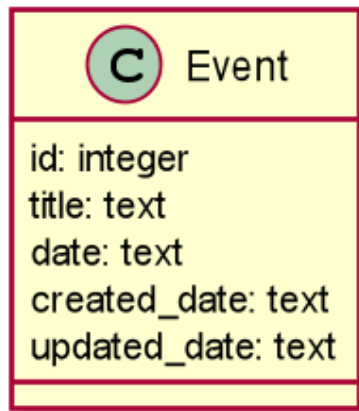 C Event
id: integer
title: text
date: text
created_date: text
updated_date: text